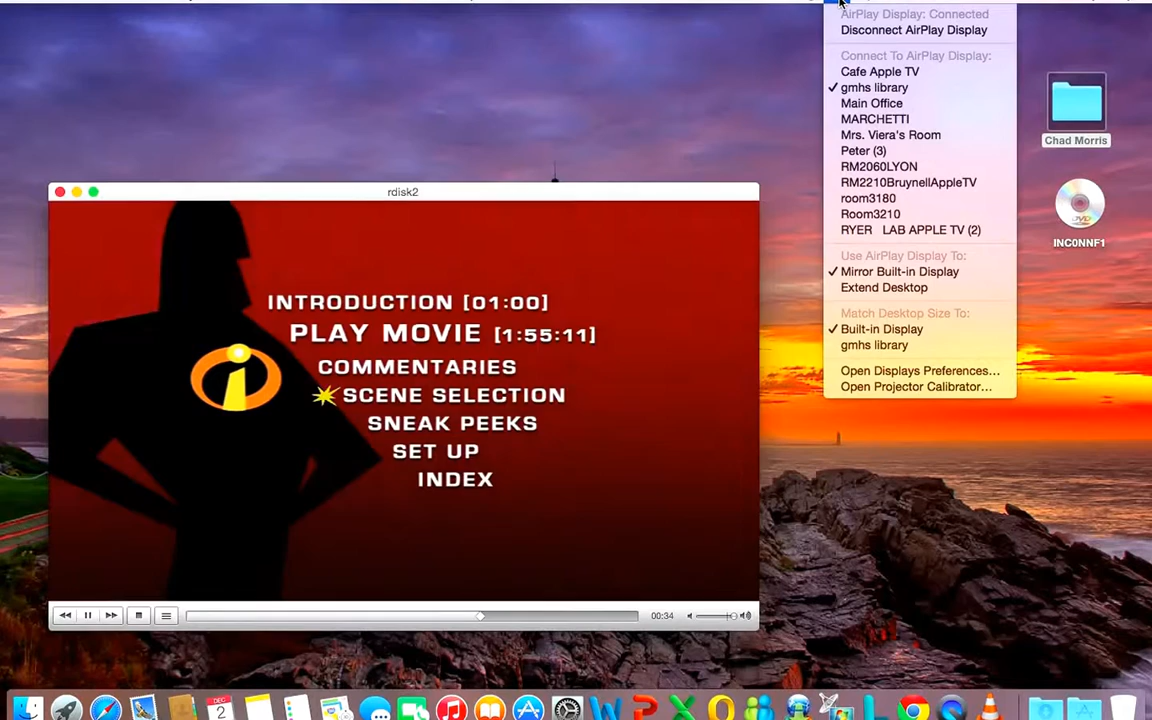 AirPlay Display: Connected
Disconnect AirPlay Display
Connect To AirPlay Display:
Cafe Apple TV
✓ gmhs library
Main Office
MARCHETTI
Mrs. Viera's Room
Peter (3)
RM2060LYON
RM2210BruynellAppleTV
room3180
Room3210
RYER LAB APPLE TV (2)
Use AirPlay Display To:
✓ Mirror Built-in Display
Extend Desktop
Match Desktop Size To:
✓ Built-in Display
gmhs library
Open Displays Preferences...
Open Projector Calibrator...
Chad Morris
DVD
INC0NNF1
rdisk2
INTRODUCTION [01:00]
PLAY MOVIE [1:55:11]
COMMENTARIES
SCENE SELECTION
SNEAK PEEKS
SET UP
INDEX
00:34
DEC
2